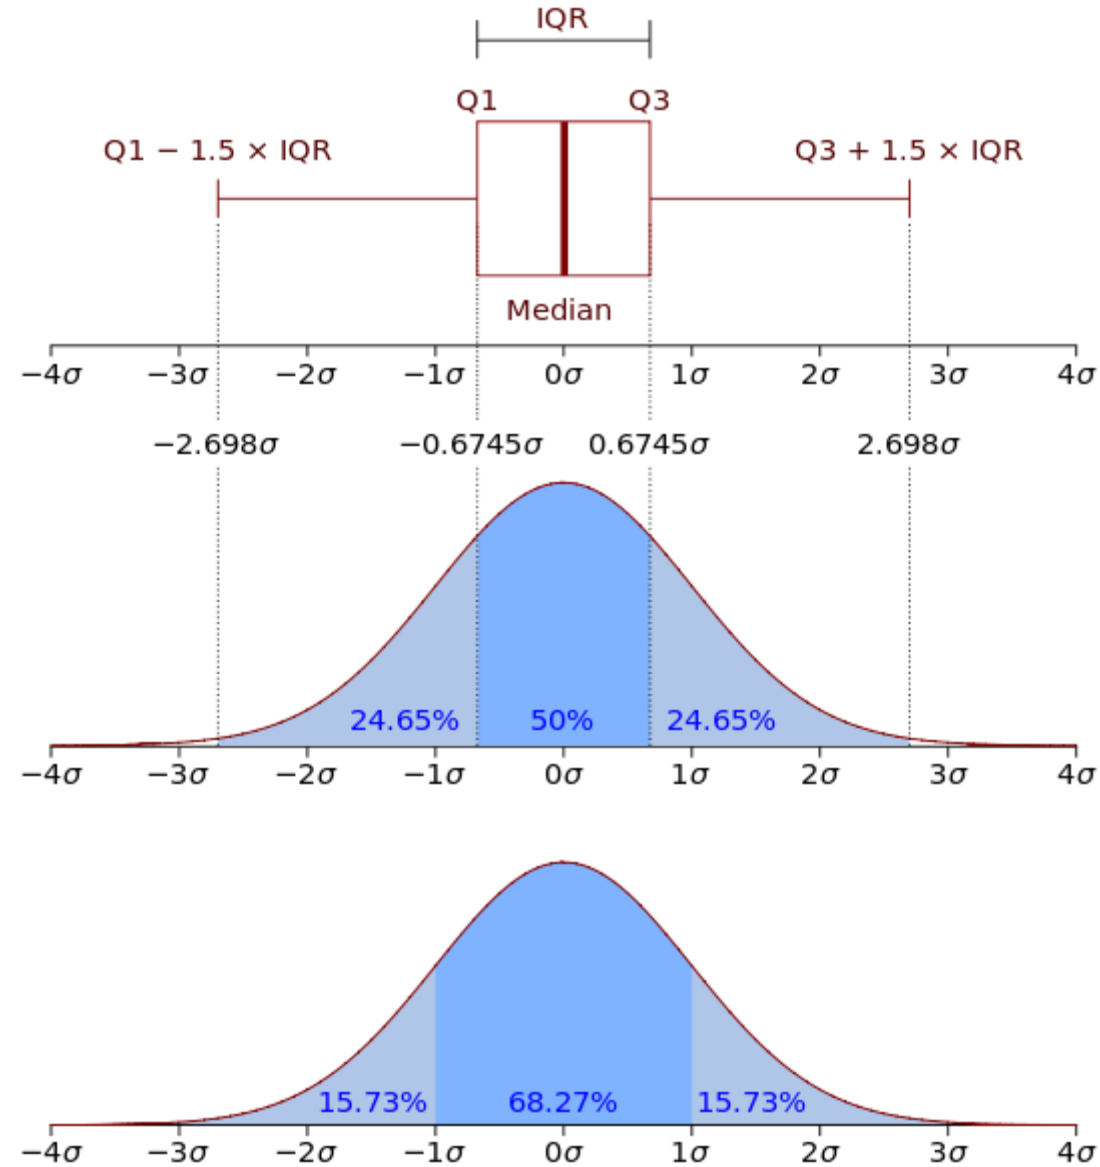 IQR
Q1 Q3
Q1 − 1.5 × IQR Q3 + 1.5 × IQR
Median
−4σ −3σ −2σ −1σ 0σ 1σ 2σ 3σ 4σ
−2.698σ −0.6745σ 0.6745σ 2.698σ
24.65% 50% 24.65%
−4σ −3σ −2σ −1σ 0σ 1σ 2σ 3σ 4σ
15.73% 68.27% 15.73%
−4σ −3σ −2σ −1σ 0σ 1σ 2σ 3σ 4σ